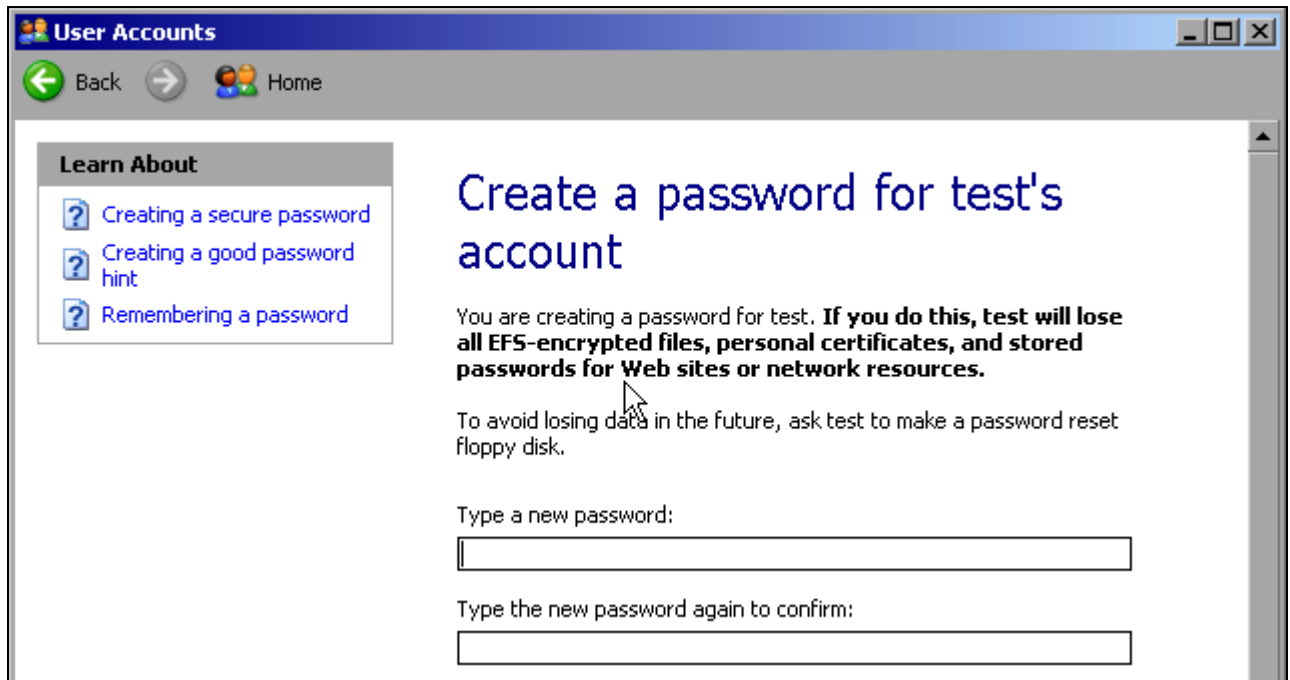 User Accounts
Back Home
Learn About
Creating a secure password
Creating a good password
hint
Remembering a password
Create a password for test's
account
You are creating a password for test. If you do this, test will lose
all EFS-encrypted files, personal certificates, and stored
passwords for Web sites or network resources.
To avoid losing data in the future, ask test to make a password reset
floppy disk.
Type a new password:
Type the new password again to confirm: